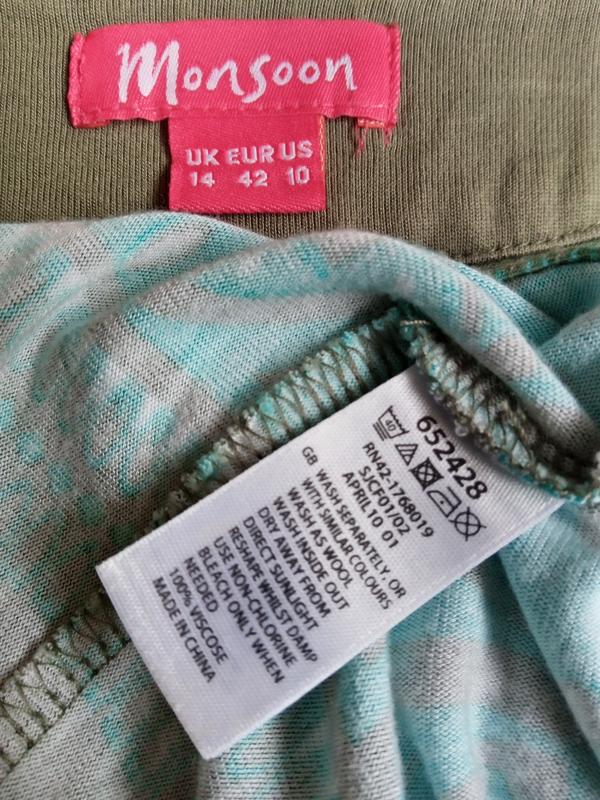 Monsoon
UK EUR US
14 42 10
40
652428
RN42-1768019
SJCF01/02
APRIL10 01
GB WASH SEPARATELY, OR
WITH SIMILAR COLOURS
WASH AS WOOL
WASH INSIDE OUT
DRY AWAY FROM
DIRECT SUNLIGHT
RESHAPE WHILST DAMP
USE NON-CHLORINE
BLEACH ONLY WHEN
NEEDED
100% VISCOSE
MADE IN CHINA